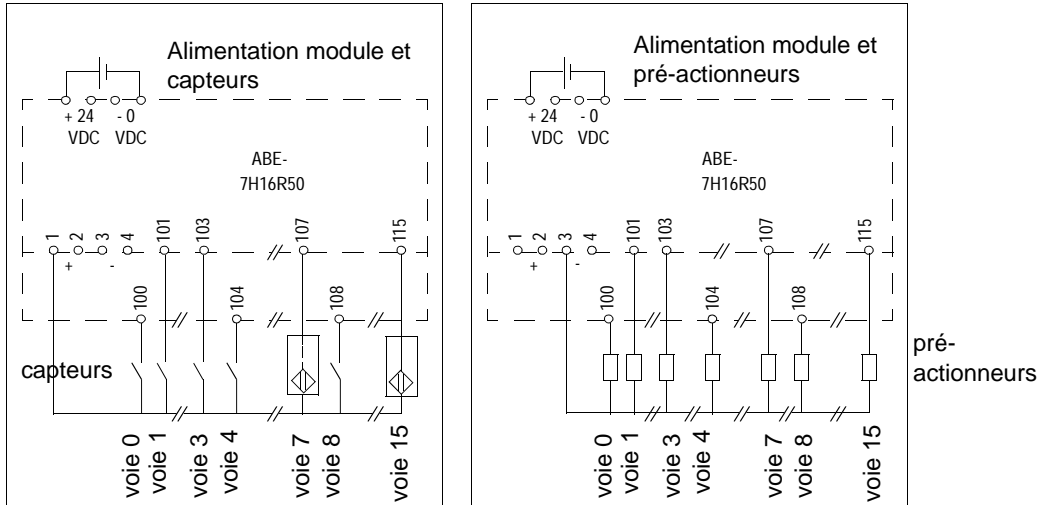 Alimentation module et
capteurs
+ 24 - 0
VDC VDC
ABE-
7H16R50
1 2 3 4 101 103 107 115
+ -
100 104 108
capteurs
voie 0 voie 1 voie 3 voie 4 voie 7 voie 8 voie 15
Alimentation module et
pré-actionneurs
+ 24 - 0
VDC VDC
ABE-
7H16R50
1 2 3 4 101 103 107 115
+ -
100 104 108
pré-
actionneurs
voie 0 voie 1 voie 3 voie 4 voie 7 voie 8 voie 15